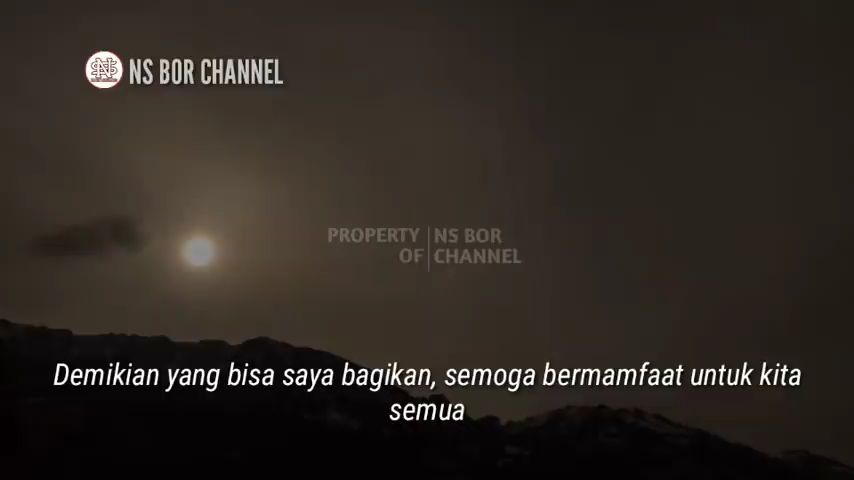 NS BOR CHANNEL
PROPERTY OF
NS BOR CHANNEL
Demikian yang bisa saya bagikan, semoga bermamfaat untuk kita
semua